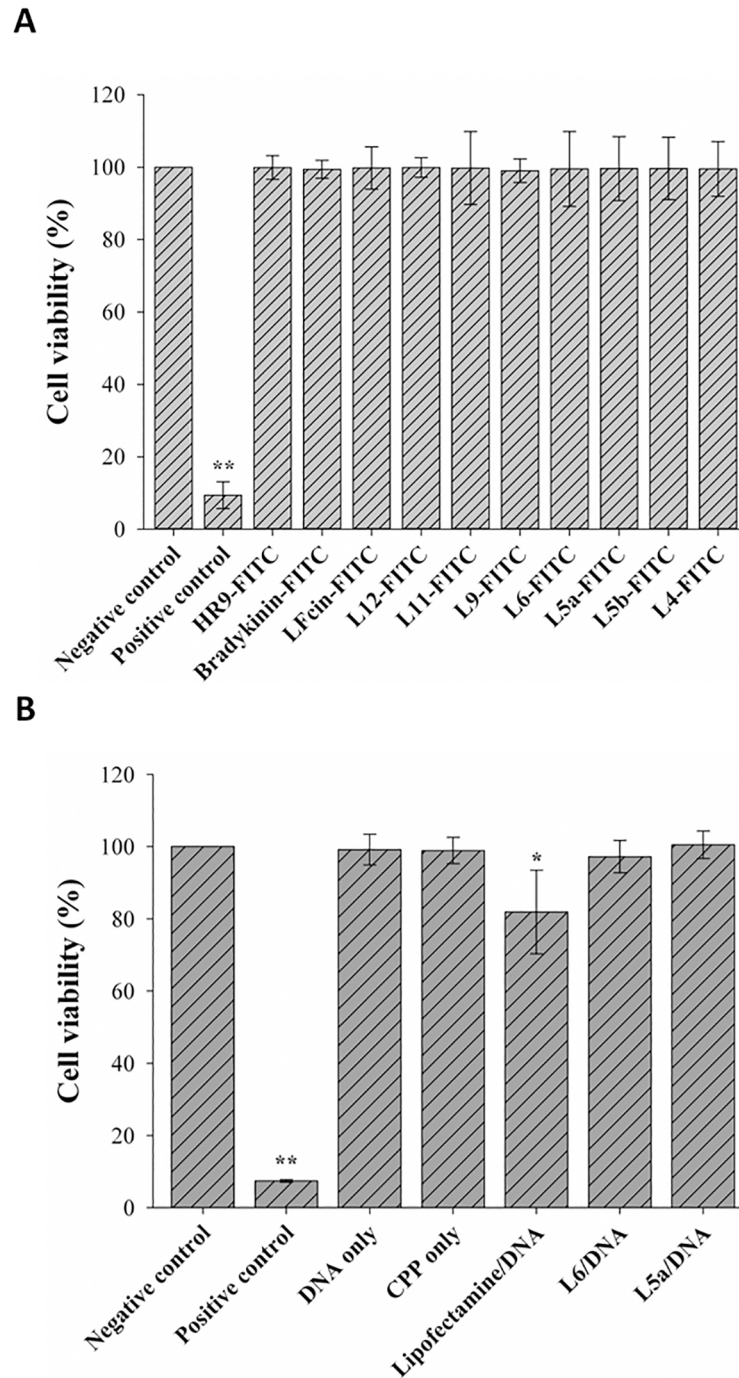 A
120
100
80
60
40
20
0
Cell viability (%)
**
Negative control
Positive control
HR9-FITC
Bradykinin-FITC
LFcin-FITC
L12-FITC
L11-FITC
L9-FITC
L6-FITC
L5a-FITC
L5b-FITC
L4-FITC
B
120
100
80
60
40
20
0
Cell viability (%)
**
*
Negative control
Positive control
DNA only
CPP only
Lipofectamine/DNA
L6/DNA
L5a/DNA